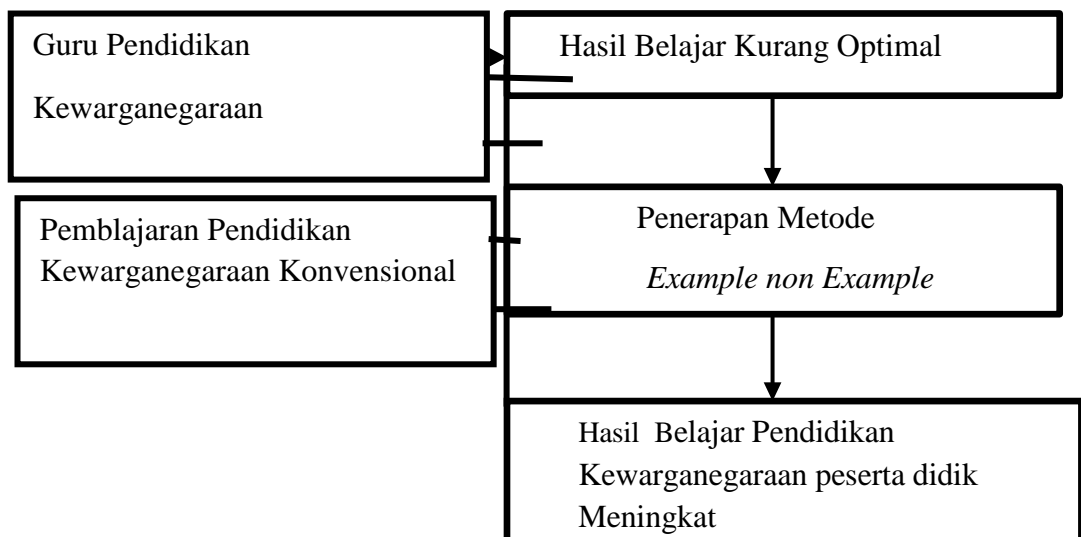 Guru Pendidikan
Kewarganegaraan
Hasil Belajar Kurang Optimal
Pemblajaran Pendidikan
Kewarganegaraan Konvensional
Penerapan Metode
Example non Example
Hasil Belajar Pendidikan
Kewarganegaraan peserta didik
Meningkat